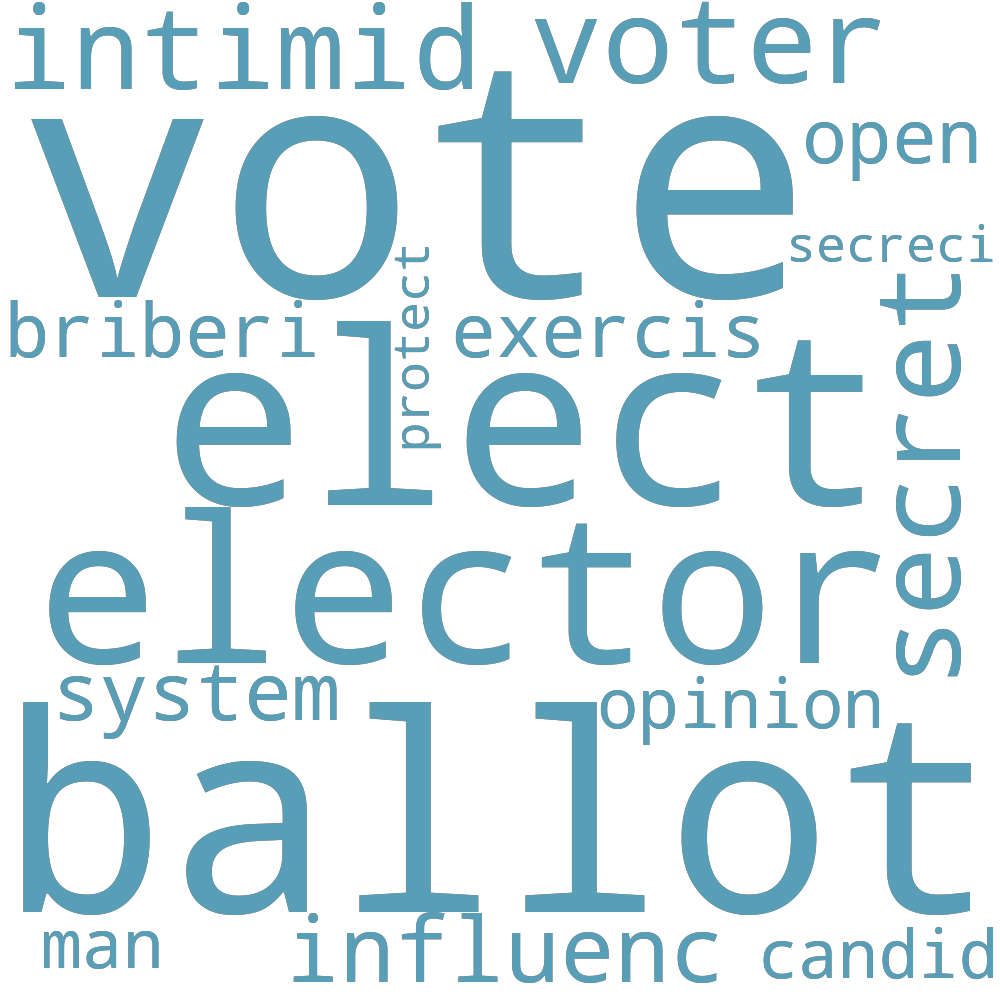 intimid voter
vote
open
secreci
protect
briberi exercis
secret
elect
elector
system opinion
ballot
man influenc candid